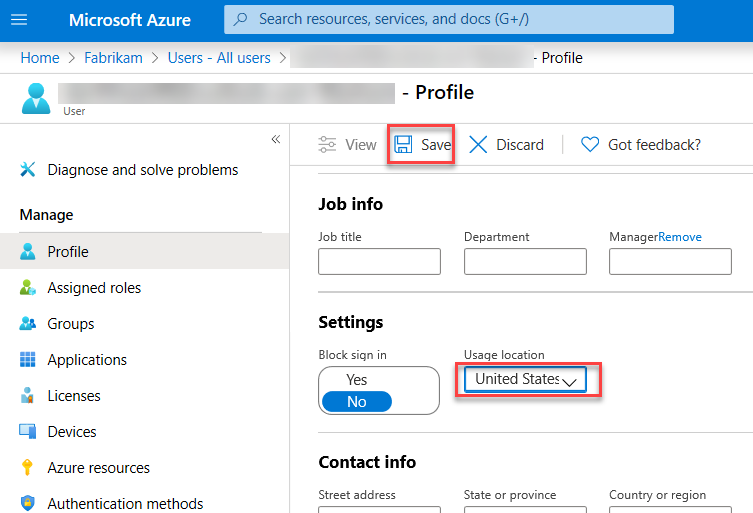 Microsoft Azure
Search resources, services, and docs (G+/)
Home > Fabrikam > Users - All users > - Profile
- Profile
User
«
View Save Discard Got feedback?
Diagnose and solve problems
Manage
Profile
Assigned roles
Groups
Applications
Licenses
Devices
Azure resources
Authentication methods
Job info
Job title Department ManagerRemove
Settings
Block sign in Usage location
Yes
No
United States
Contact info
Street address State or province Country or region